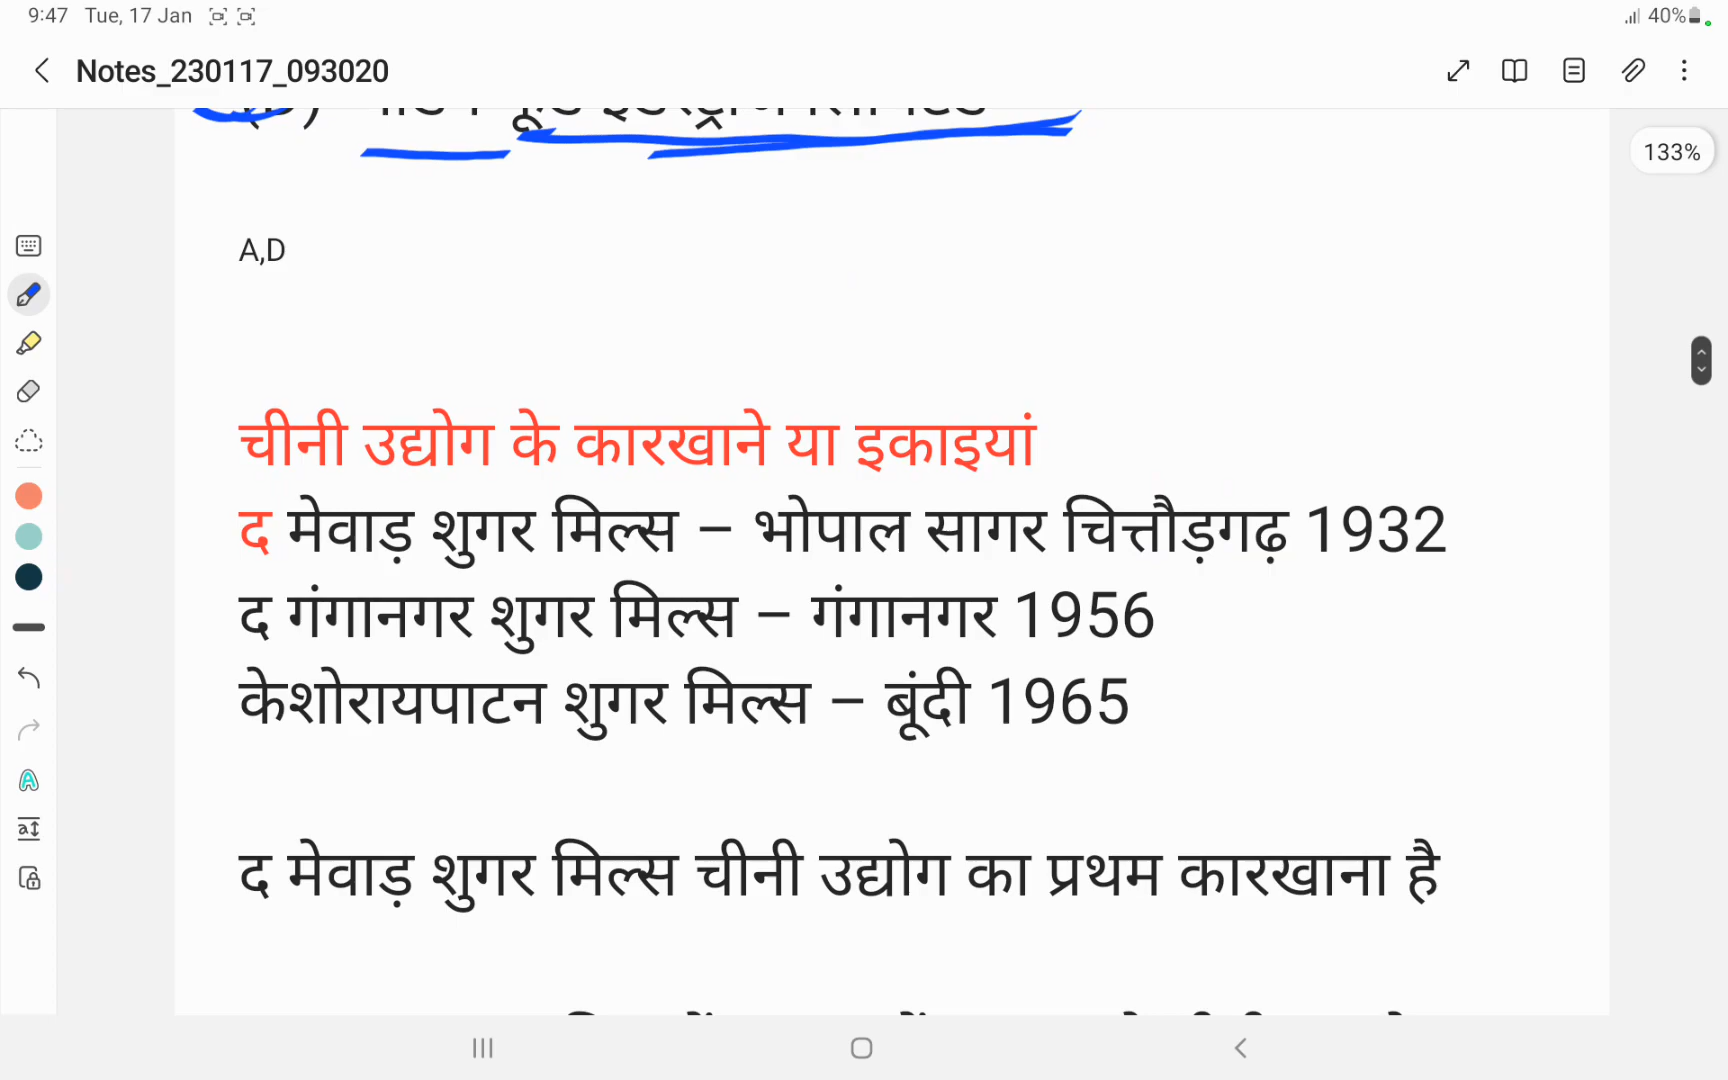 9:47 Tue, 17 Jan
40%
Notes_230117_093020
133%
A,D
चीनी उद्योग के कारखाने या इकाइयां
द मेवाड़ शुगर मिल्स – भोपाल सागर चित्तौड़गढ़ 1932
द गंगानगर शुगर मिल्स – गंगानगर 1956
केशोरायपाटन शुगर मिल्स – बूंदी 1965
द मेवाड़ शुगर मिल्स चीनी उद्योग का प्रथम कारखाना है